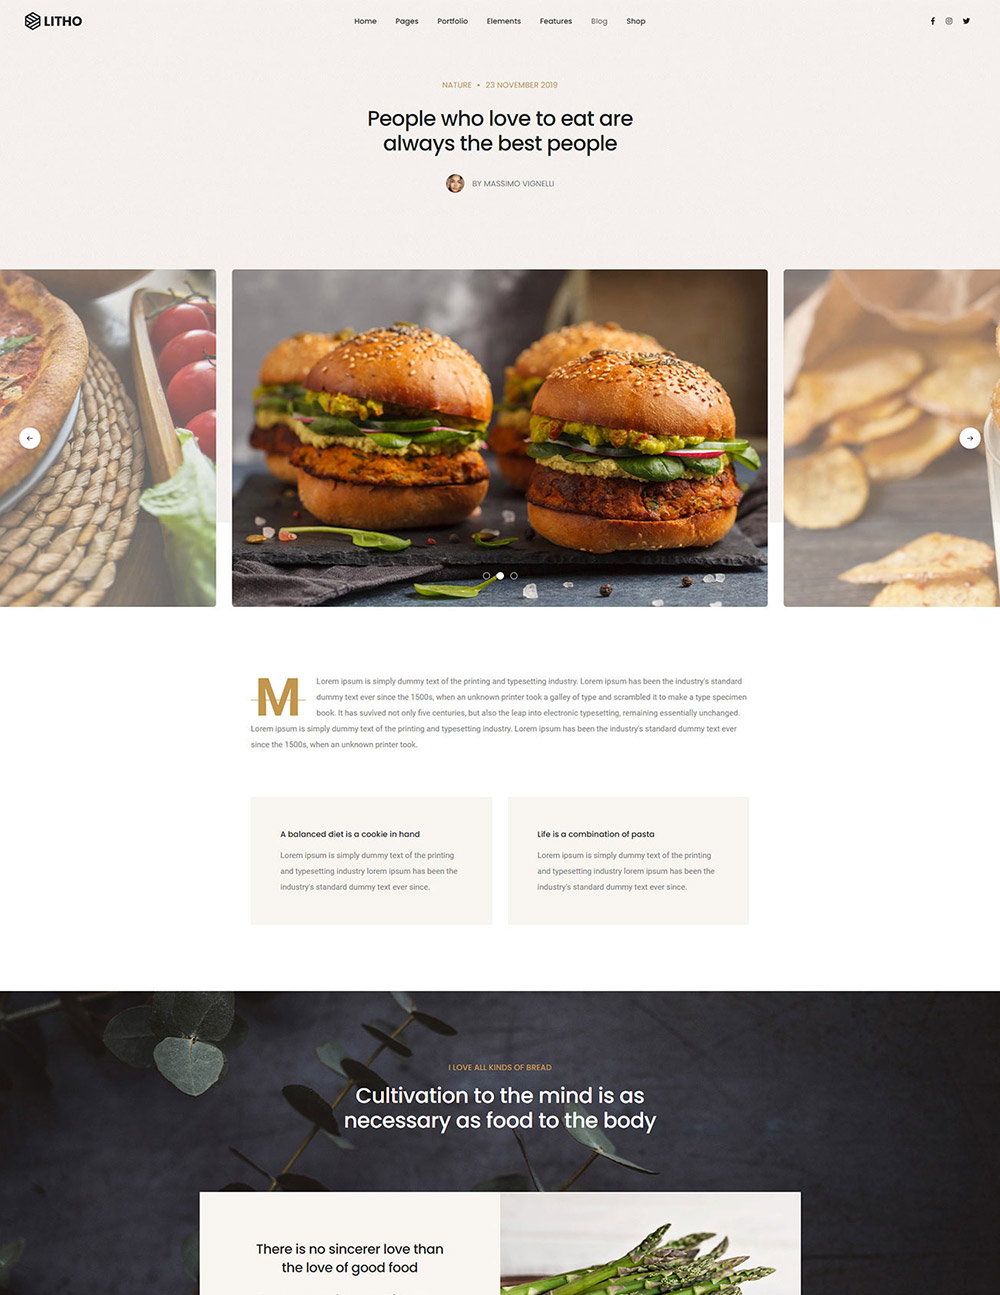 LITHO
Home Pages Portfolio Elements Features Blog Shop
NATURE • 23 NOVEMBER 2019
People who love to eat are
always the best people
BY MASSIMO VIGNELLI
M
Lorem ipsum is simply dummy text of the printing and typesetting industry. Lorem ipsum has been the industry's standard
dummy text ever since the 1500s, when an unknown printer took a galley of type and scrambled it to make a type specimen
book. It has suvived not only five centuries, but also the leap into electronic typesetting, remaining essentially unchanged.
Lorem ipsum is simply dummy text of the printing and typesetting industry. Lorem ipsum has been the industry's standard dummy text ever
since the 1500s, when an unknown printer took.
A balanced diet is a cookie in hand
Lorem ipsum is simply dummy text of the printing
and typesetting industry lorem ipsum has been the
industry's standard dummy text ever since.
Life is a combination of pasta
Lorem ipsum is simply dummy text of the printing
and typesetting industry lorem ipsum has been the
industry's standard dummy text ever since.
I LOVE ALL KINDS OF BREAD
Cultivation to the mind is as
necessary as food to the body
There is no sincerer love than
the love of good food